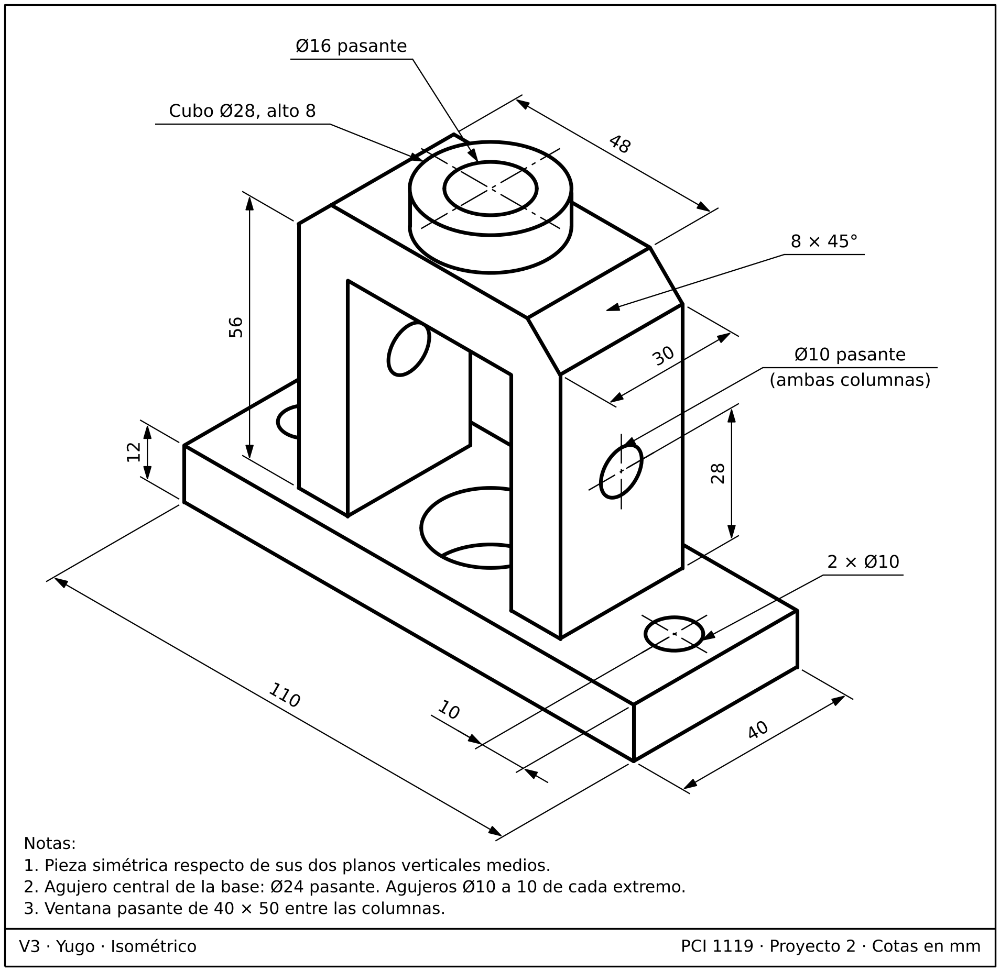 Ø16 pasante
Cubo Ø28, alto 8
48
8 × 45°
56
30
Ø10 pasante
(ambas columnas)
12
28
2 × Ø10
110
10
40
Notas:
1. Pieza simétrica respecto de sus dos planos verticales medios.
2. Agujero central de la base: Ø24 pasante. Agujeros Ø10 a 10 de cada extremo.
3. Ventana pasante de 40 × 50 entre las columnas.
V3 · Yugo · Isométrico
PCI 1119 · Proyecto 2 · Cotas en mm